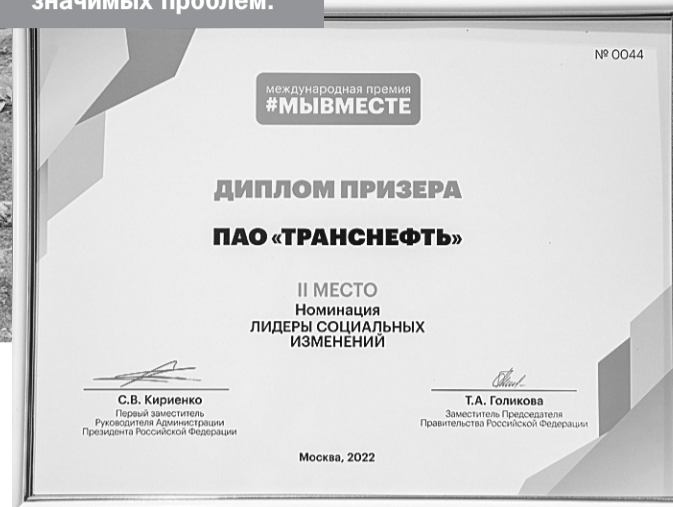 значимых проблем.
№ 0044
международная премия
#МЫВМЕСТЕ
ДИПЛОМ ПРИЗЕРА
ПАО «ТРАНСНЕФТЬ»
II МЕСТО
Номинация
ЛИДЕРЫ СОЦИАЛЬНЫХ
ИЗМЕНЕНИЙ
С.В. Кириенко
Первый заместитель
Руководителя Администрации
Президента Российской Федерации
Т.А. Голикова
Заместитель Председателя
Правительства Российской Федерации
Москва, 2022